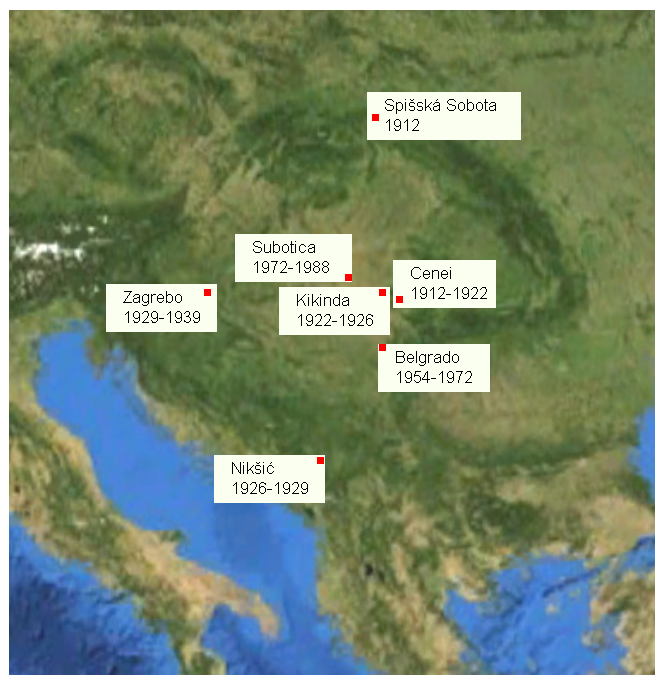 Spišská Sobota
1912
Subotica
1972-1988
Cenei
1912-1922
Zagrebo
1929-1939
Kikinda
1922-1926
Belgrado
1954-1972
Nikšić
1926-1929